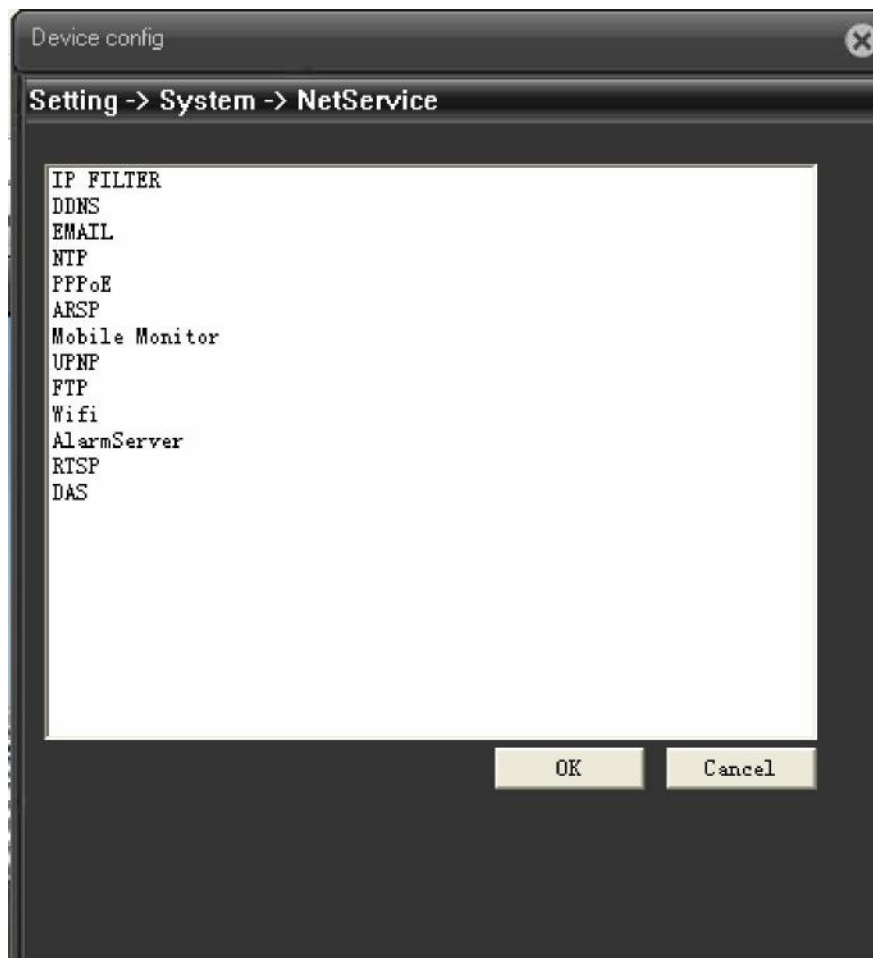 Device config
Setting -> System -> NetService
IP FILTER
DDNS
EMAIL
NTP
PPPoE
ARSP
Mobile Monitor
UPNP
FTP
Wifi
AlarmServer
RTSP
DAS
OK Cancel